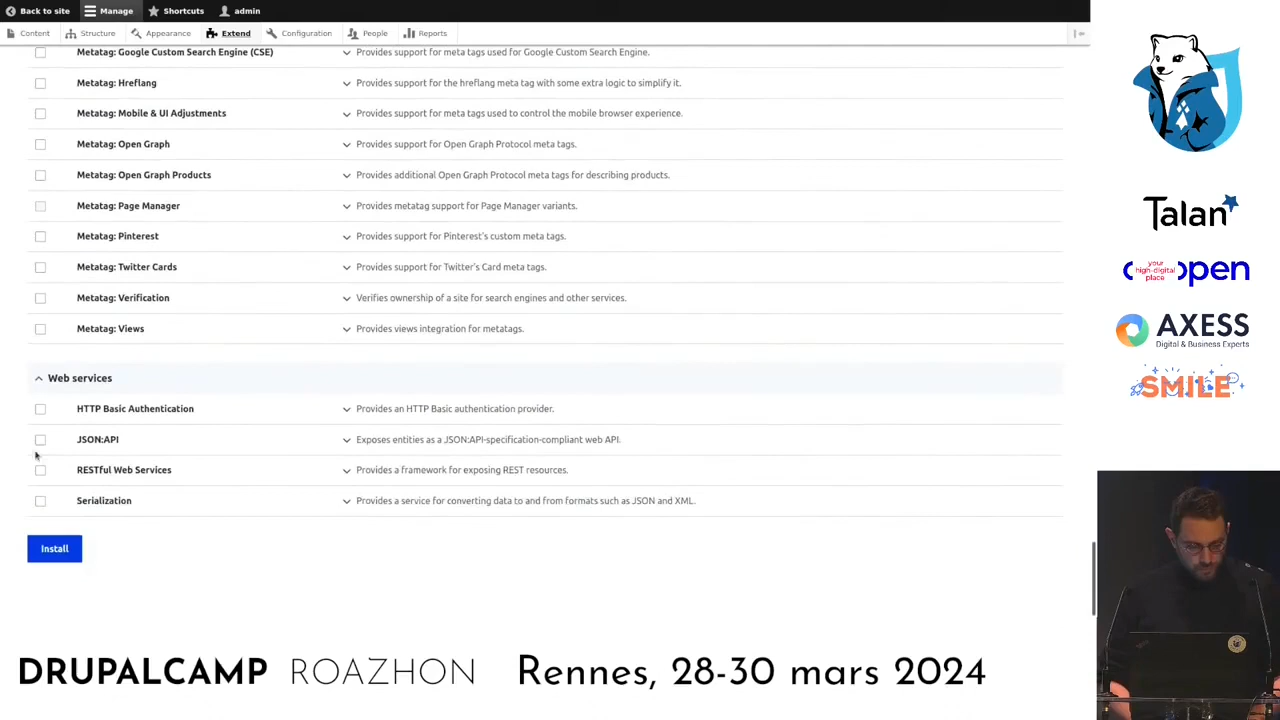 Back to site Manage Shortcuts admin
Content Structure Appearance Extend Configuration People Reports
Metatag: Google Custom Search Engine (CSE) Provides support for meta tags used for Google Custom Search Engine.
Metatag: Hreflang Provides support for the hreflang meta tag with some extra logic to simplify it.
Metatag: Mobile & UI Adjustments Provides support for meta tags used to control the mobile browser experience.
Metatag: Open Graph Provides support for Open Graph Protocol meta tags.
Metatag: Open Graph Products Provides additional Open Graph Protocol meta tags for describing products.
Metatag: Page Manager Provides metatag support for Page Manager variants.
Metatag: Pinterest Provides support for Pinterest's custom meta tags.
Metatag: Twitter Cards Provides support for Twitter's Card meta tags.
Metatag: Verification Verifies ownership of a site for search engines and other services.
Metatag: Views Provides views integration for metatags.
Web services
HTTP Basic Authentication Provides an HTTP Basic authentication provider.
JSON:API Exposes entities as a JSON:API-specification-compliant web API.
RESTful Web Services Provides a framework for exposing REST resources.
Serialization Provides a service for converting data to and from formats such as JSON and XML.
Install
Talan
your
high-digital
place
open
AXESS
Digital & Business Experts
SMILE
DRUPALCAMP ROAZHON Rennes, 28-30 mars 2024